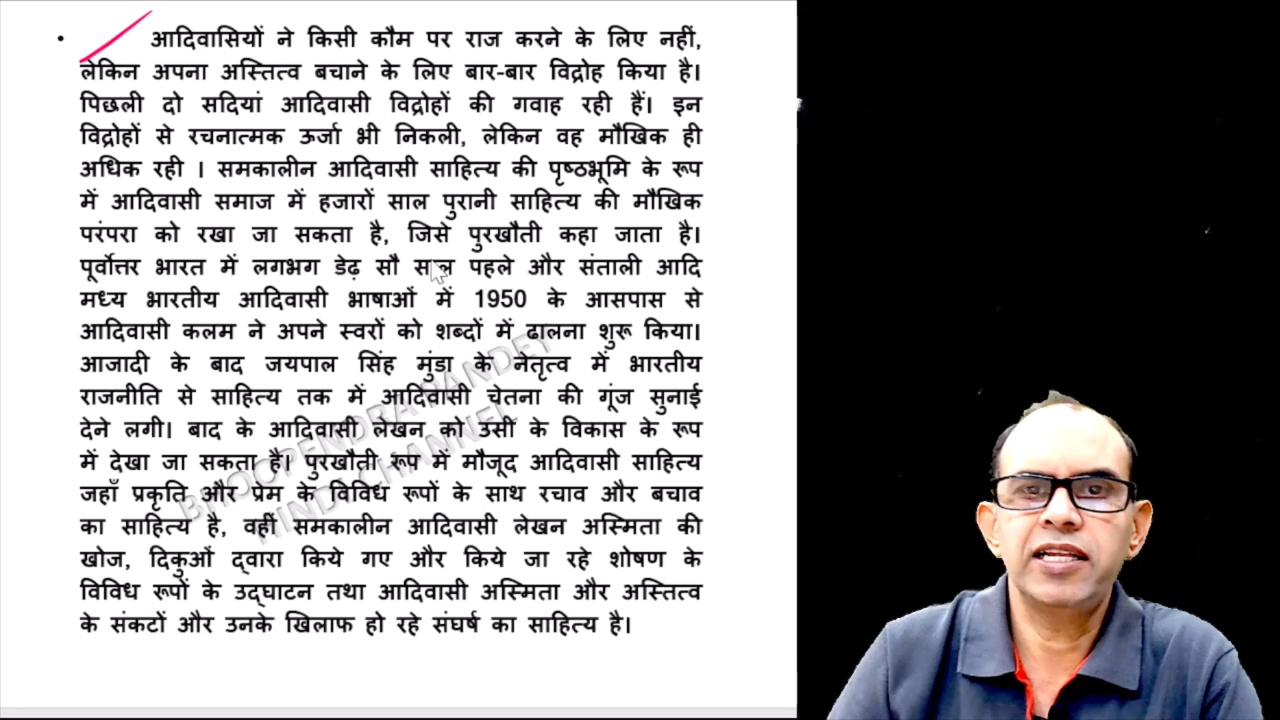 • आदिवासियों ने किसी कौम पर राज करने के लिए नहीं,
लेकिन अपना अस्तित्व बचाने के लिए बार-बार विद्रोह किया है।
पिछली दो सदियां आदिवासी विद्रोहों की गवाह रही हैं। इन
विद्रोहों से रचनात्मक ऊर्जा भी निकली, लेकिन वह मौखिक ही
अधिक रही । समकालीन आदिवासी साहित्य की पृष्ठभूमि के रूप
में आदिवासी समाज में हजारों साल पुरानी साहित्य की मौखिक
परंपरा को रखा जा सकता है, जिसे पुरखौती कहा जाता है।
पूर्वोत्तर भारत में लगभग डेढ़ सौ साल पहले और संताली आदि
मध्य भारतीय आदिवासी भाषाओं में 1950 के आसपास से
आदिवासी कलम ने अपने स्वरों को शब्दों में ढालना शुरू किया।
आजादी के बाद जयपाल सिंह मुंडा के नेतृत्व में भारतीय
राजनीति से साहित्य तक में आदिवासी चेतना की गूंज सुनाई
देने लगी। बाद के आदिवासी लेखन को उसी के विकास के रूप
में देखा जा सकता है। पुरखौती रूप में मौजूद आदिवासी साहित्य
जहाँ प्रकृति और प्रेम के विविध रूपों के साथ रचाव और बचाव
का साहित्य है, वहीं समकालीन आदिवासी लेखन अस्मिता की
खोज, दिकुओं द्वारा किये गए और किये जा रहे शोषण के
विविध रूपों के उद्घाटन तथा आदिवासी अस्मिता और अस्तित्व
के संकटों और उनके खिलाफ हो रहे संघर्ष का साहित्य है।
BHOOPENDRA PANDEY
HINDI CHANNEL